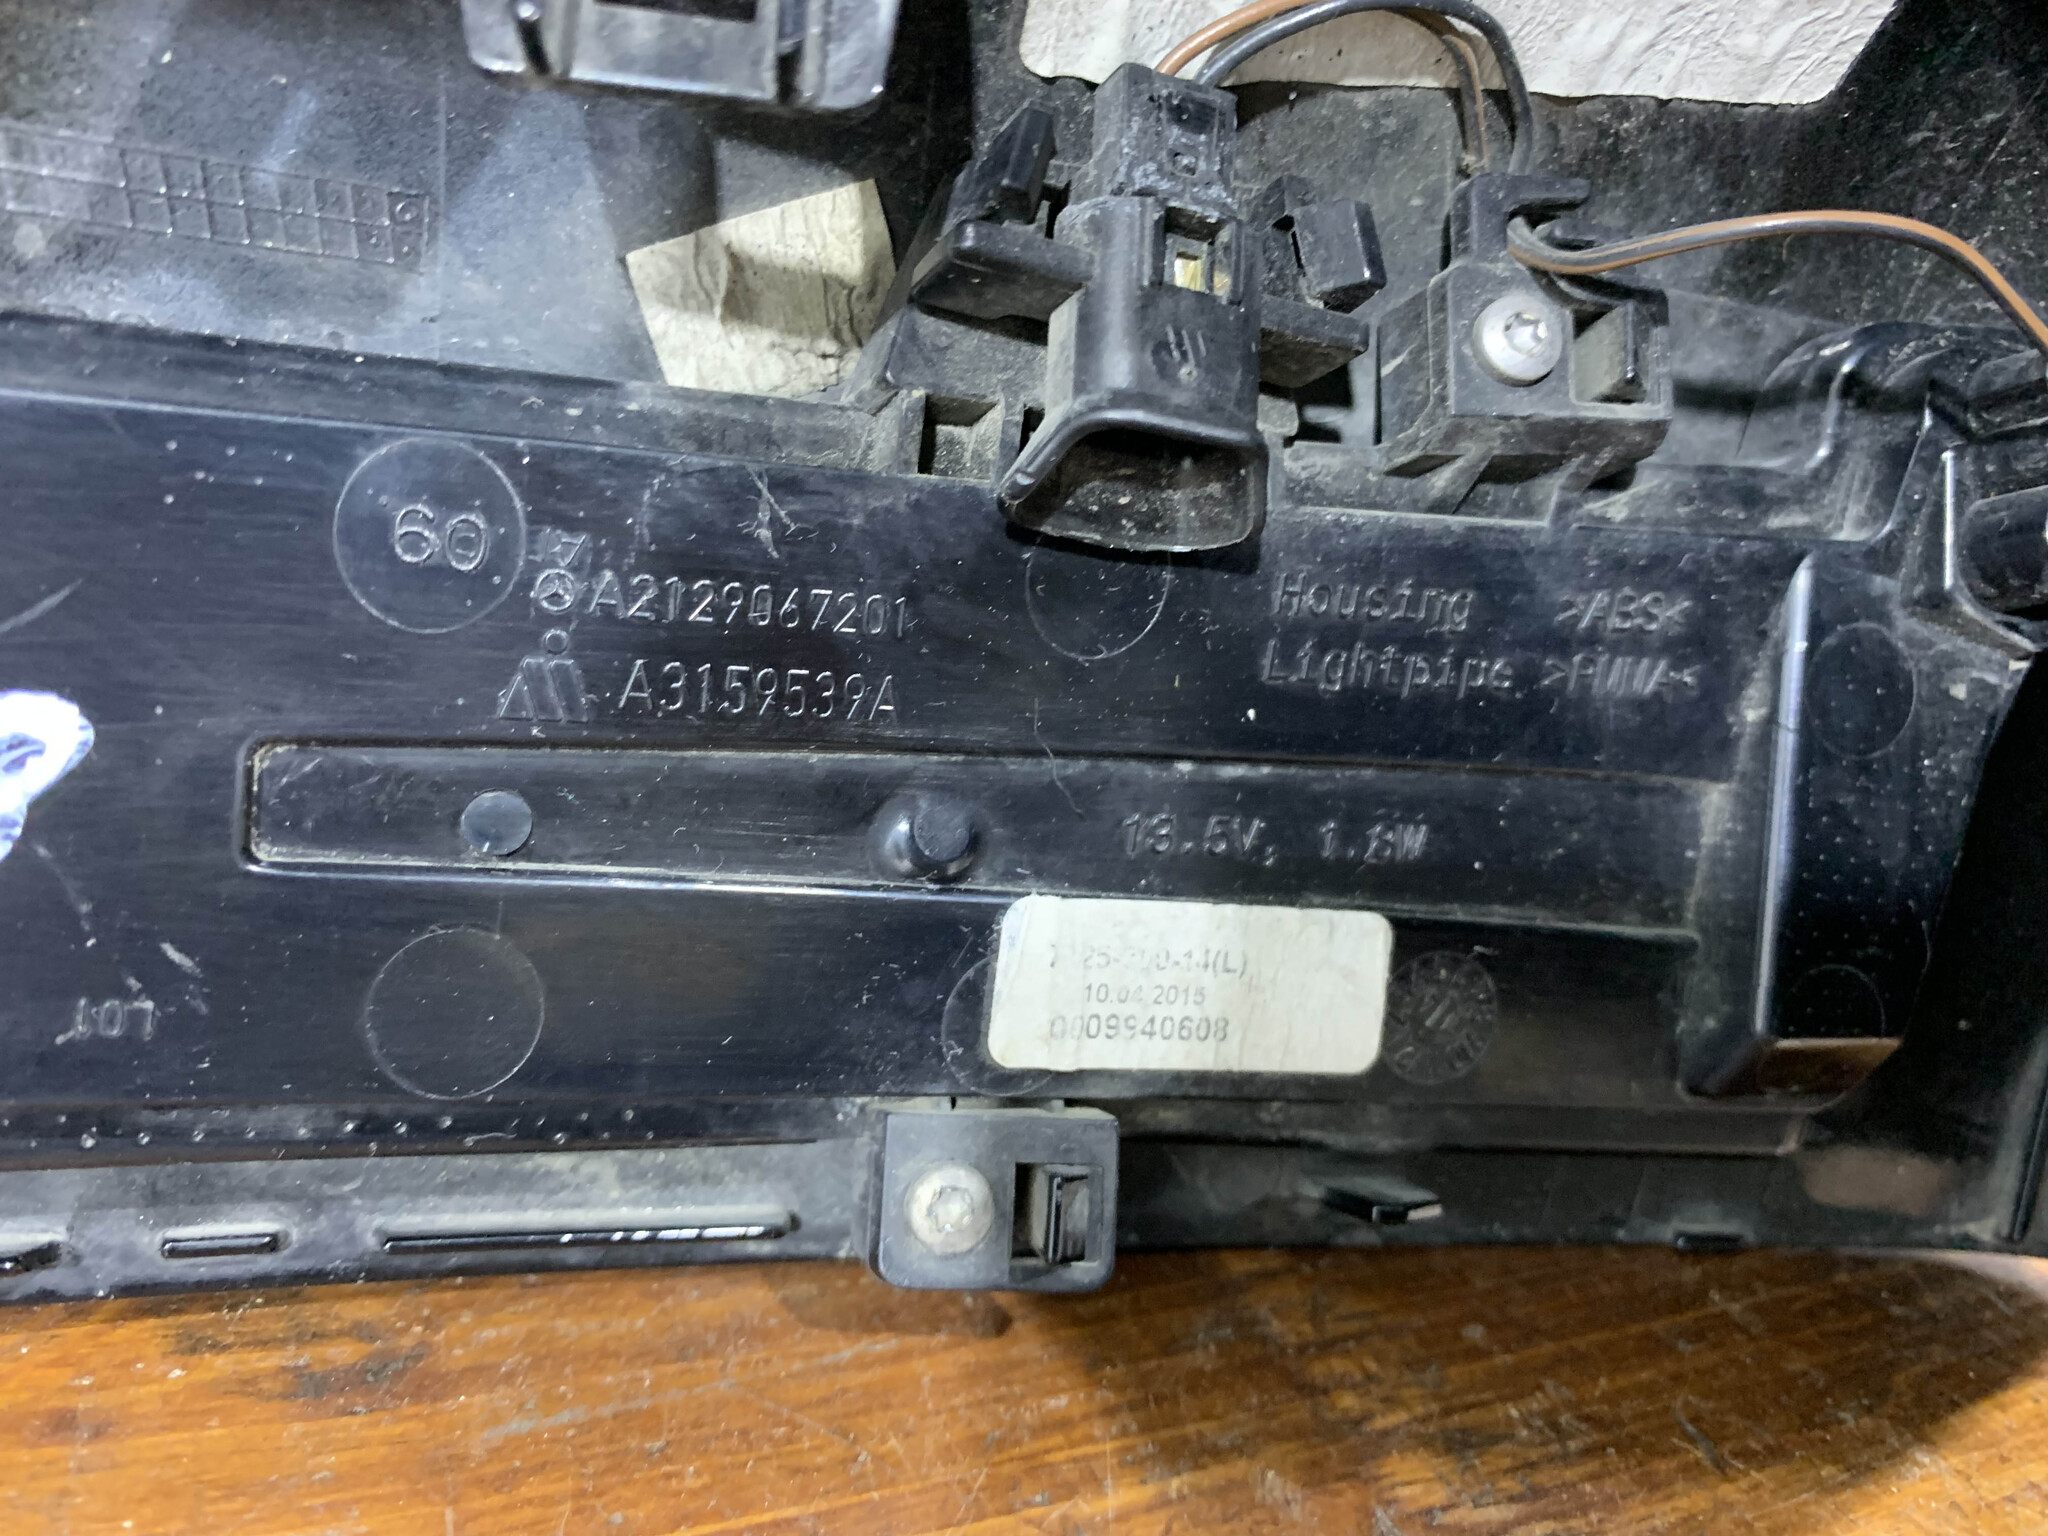 60
A2129067201
A3159539A
Housing >ABS<
Lightpipe >PMMA<
13.5V, 1.8W
10.04.2015
0009940608
LOT